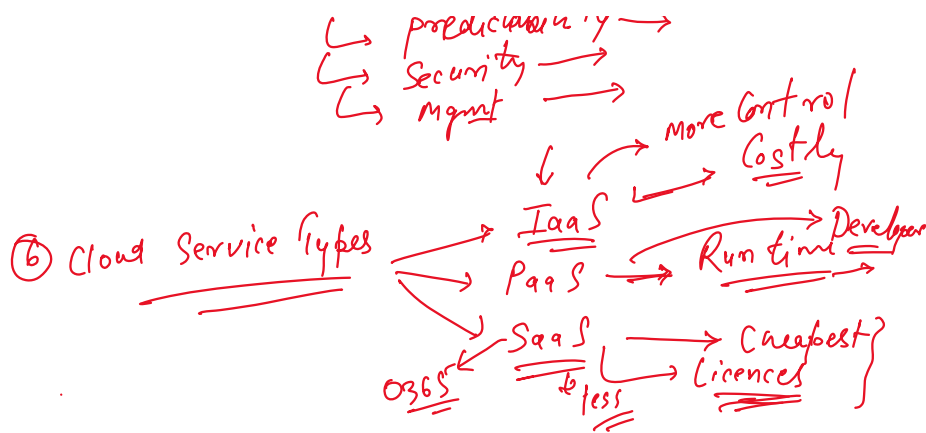 predictability
Security
Mgmt
More Control
Costly
IaaS
6 Cloud Service Types
Developer
PaaS
Runtime
SaaS
Cheapest
O365
less
Licences